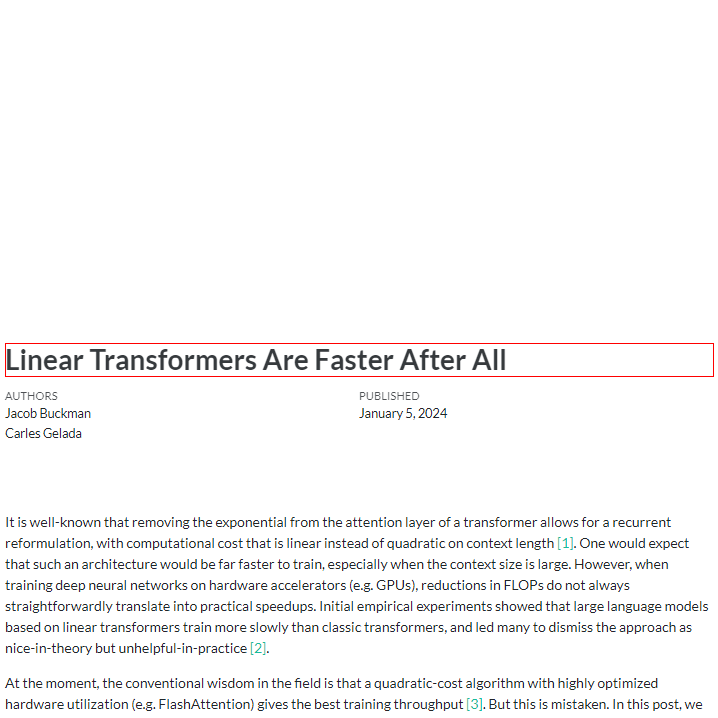 Linear Transformers Are Faster After All
AUTHORS
Jacob Buckman
Carles Gelada
PUBLISHED
January 5, 2024
It is well-known that removing the exponential from the attention layer of a transformer allows for a recurrent
reformulation, with computational cost that is linear instead of quadratic on context length [1]. One would expect
that such an architecture would be far faster to train, especially when the context size is large. However, when
training deep neural networks on hardware accelerators (e.g. GPUs), reductions in FLOPs do not always
straightforwardly translate into practical speedups. Initial empirical experiments showed that large language models
based on linear transformers train more slowly than classic transformers, and led many to dismiss the approach as
nice-in-theory but unhelpful-in-practice [2].
At the moment, the conventional wisdom in the field is that a quadratic-cost algorithm with highly optimized
hardware utilization (e.g. FlashAttention) gives the best training throughput [3]. But this is mistaken. In this post, we